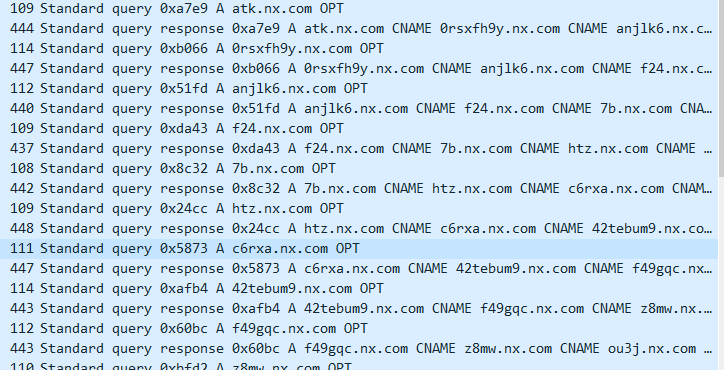 109 Standard query 0xa7e9 A atk.nx.com OPT
444 Standard query response 0xa7e9 A atk.nx.com CNAME 0rsxfh9y.nx.com CNAME anjlk6.nx.c…
114 Standard query 0xb066 A 0rsxfh9y.nx.com OPT
447 Standard query response 0xb066 A 0rsxfh9y.nx.com CNAME anjlk6.nx.com CNAME f24.nx.c…
112 Standard query 0x51fd A anjlk6.nx.com OPT
440 Standard query response 0x51fd A anjlk6.nx.com CNAME f24.nx.com CNAME 7b.nx.com CNA…
109 Standard query 0xda43 A f24.nx.com OPT
437 Standard query response 0xda43 A f24.nx.com CNAME 7b.nx.com CNAME htz.nx.com CNAME …
108 Standard query 0x8c32 A 7b.nx.com OPT
442 Standard query response 0x8c32 A 7b.nx.com CNAME htz.nx.com CNAME c6rxa.nx.com CNAM…
109 Standard query 0x24cc A htz.nx.com OPT
448 Standard query response 0x24cc A htz.nx.com CNAME c6rxa.nx.com CNAME 42tebum9.nx.co…
111 Standard query 0x5873 A c6rxa.nx.com OPT
447 Standard query response 0x5873 A c6rxa.nx.com CNAME 42tebum9.nx.com CNAME f49gqc.nx…
114 Standard query 0xafb4 A 42tebum9.nx.com OPT
443 Standard query response 0xafb4 A 42tebum9.nx.com CNAME f49gqc.nx.com CNAME z8mw.nx.…
112 Standard query 0x60bc A f49gqc.nx.com OPT
443 Standard query response 0x60bc A f49gqc.nx.com CNAME z8mw.nx.com CNAME ou3j.nx.com …
110 Standard query 0xbfd2 A z8mw.nx.com OPT